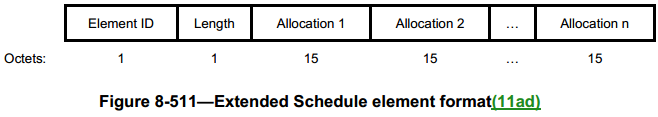 Element ID Length Allocation 1 Allocation 2 ... Allocation n
Octets: 1 1 15 15 ... 15
Figure 8-511—Extended Schedule element format(11ad)